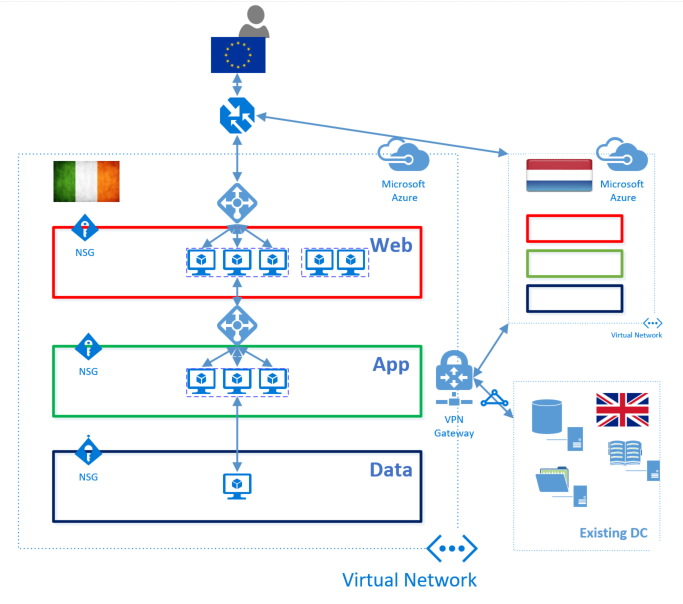 Microsoft
Azure
Microsoft
Azure
NSG
Web
Virtual Network
NSG
App
VPN
Gateway
NSG
Data
Existing DC
Virtual Network